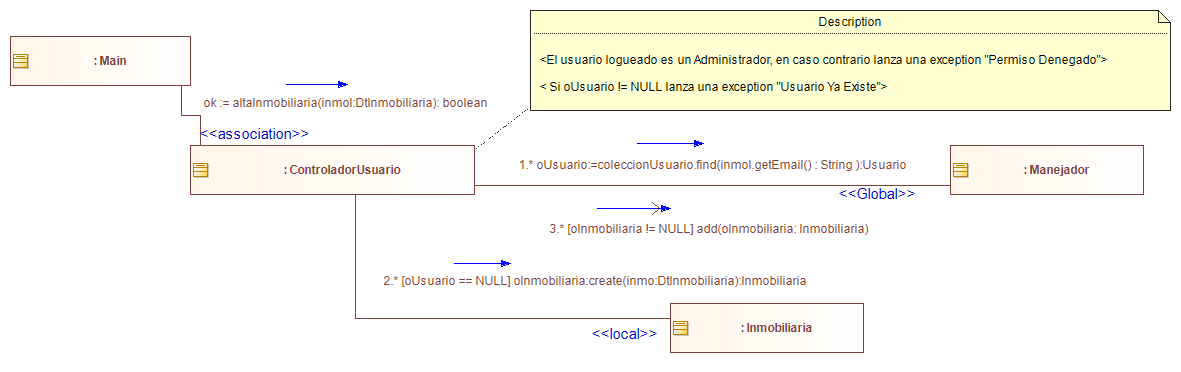 Description
<El usuario logueado es un Administrador, en caso contrario lanza una exception "Permiso Denegado">
< Si oUsuario != NULL lanza una exception "Usuario Ya Existe">
: Main
ok := altaInmobiliaria(inmol:DtInmobiliaria): boolean
<<association>>
: ControladorUsuario
1.* oUsuario:=coleccionUsuario.find(inmol.getEmail() : String ):Usuario
: Manejador
<<Global>>
3.* [oInmobiliaria != NULL] add(oInmobiliaria: Inmobiliaria)
2.* [oUsuario == NULL] oInmobiliaria:create(inmo:DtInmobiliaria):Inmobiliaria
<<local>>
: Inmobiliaria